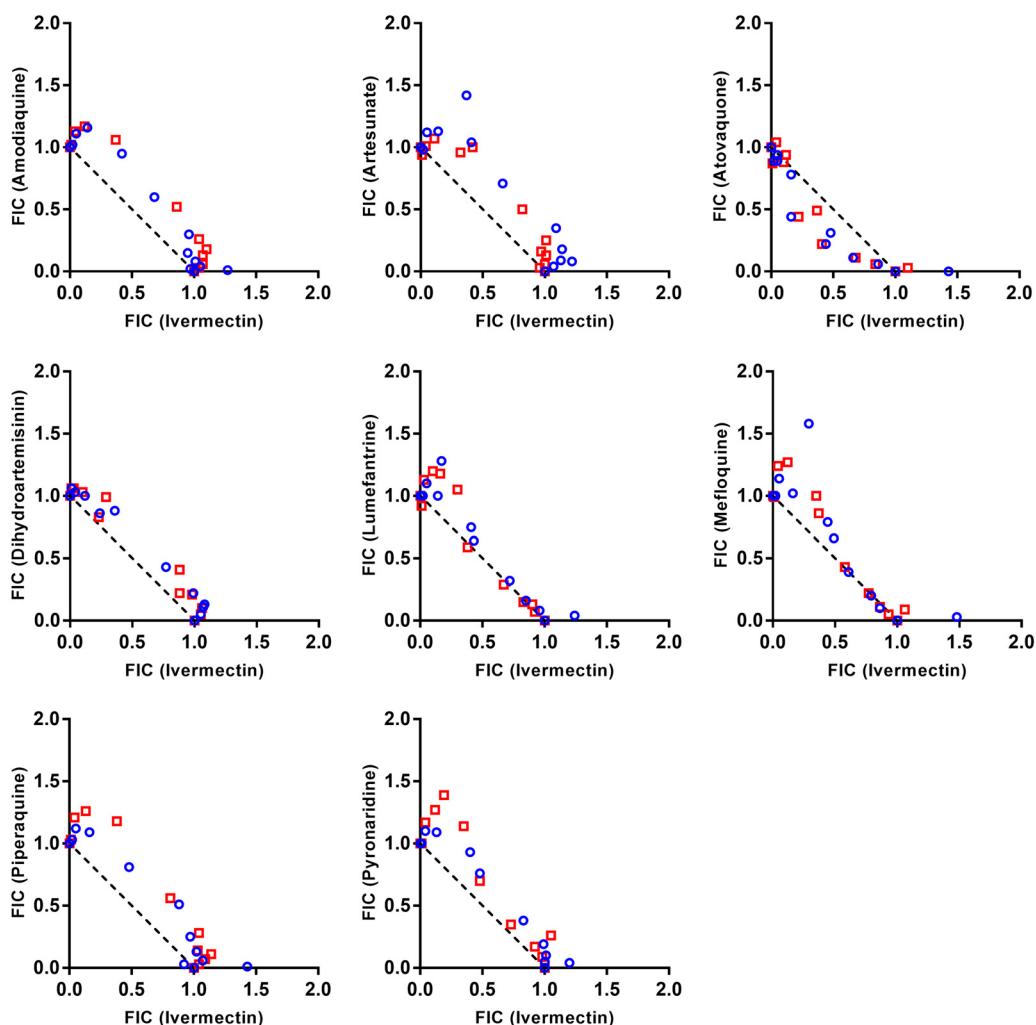 2.0
1.5
1.0
0.5
0.0
FIC (Amodiaquine)
0.0 0.5 1.0 1.5 2.0
FIC (Ivermectin)
2.0
1.5
1.0
0.5
0.0
FIC (Artesunate)
0.0 0.5 1.0 1.5 2.0
FIC (Ivermectin)
2.0
1.5
1.0
0.5
0.0
FIC (Atovaquone)
0.0 0.5 1.0 1.5 2.0
FIC (Ivermectin)
2.0
1.5
1.0
0.5
0.0
FIC (Dihydroartemisinin)
0.0 0.5 1.0 1.5 2.0
FIC (Ivermectin)
2.0
1.5
1.0
0.5
0.0
FIC (Lumefantrine)
0.0 0.5 1.0 1.5 2.0
FIC (Ivermectin)
2.0
1.5
1.0
0.5
0.0
FIC (Mefloquine)
0.0 0.5 1.0 1.5 2.0
FIC (Ivermectin)
2.0
1.5
1.0
0.5
0.0
FIC (Piperaquine)
0.0 0.5 1.0 1.5 2.0
FIC (Ivermectin)
2.0
1.5
1.0
0.5
0.0
FIC (Pyronaridine)
0.0 0.5 1.0 1.5 2.0
FIC (Ivermectin)